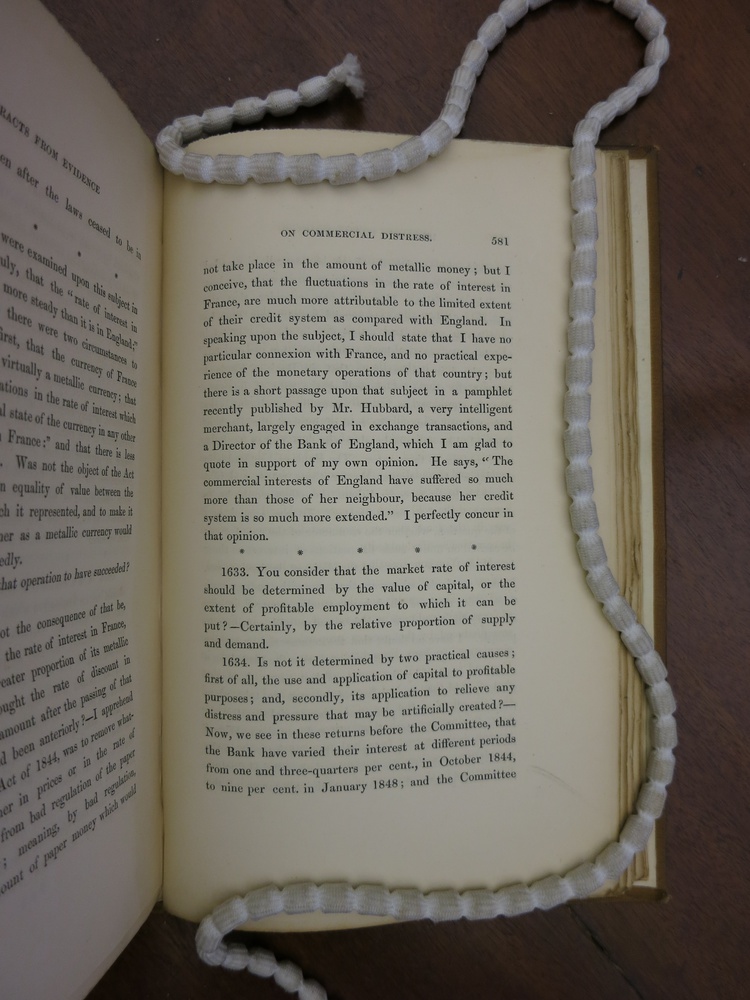 RACTS FROM EVIDENCE
en after the laws ceased to be in
* * *
were examined upon this subject in
uly, that the "rate of interest in
more steady than it is in England;"
there were two circumstances to
irst, that the currency of France
virtually a metallic currency; that
ations in the rate of interest which
al state of the currency in any other
France;" and that there is less
. Was not the object of the Act
n equality of value between the
ch it represented, and to make it
ner as a metallic currency would
edly.
hat operation to have succeeded?
ot the consequence of that be,
the rate of interest in France,
eater proportion of its metallic
ought the rate of discount in
amount after the passing of that
d been anteriorly?—I apprehend
Act of 1844, was to remove what-
er in prices or in the rate of
from bad regulation of the paper
; meaning, by bad regulation,
ount of paper money which would
ON COMMERCIAL DISTRESS. 581
not take place in the amount of metallic money; but I
conceive, that the fluctuations in the rate of interest in
France, are much more attributable to the limited extent
of their credit system as compared with England. In
speaking upon the subject, I should state that I have no
particular connexion with France, and no practical expe-
rience of the monetary operations of that country; but
there is a short passage upon that subject in a pamphlet
recently published by Mr. Hubbard, a very intelligent
merchant, largely engaged in exchange transactions, and
a Director of the Bank of England, which I am glad to
quote in support of my own opinion. He says, "The
commercial interests of England have suffered so much
more than those of her neighbour, because her credit
system is so much more extended." I perfectly concur in
that opinion.
* * * * *
1633. You consider that the market rate of interest
should be determined by the value of capital, or the
extent of profitable employment to which it can be
put?—Certainly, by the relative proportion of supply
and demand.
1634. Is not it determined by two practical causes;
first of all, the use and application of capital to profitable
purposes; and, secondly, its application to relieve any
distress and pressure that may be artificially created?—
Now, we see in these returns before the Committee, that
the Bank have varied their interest at different periods
from one and three-quarters per cent., in October 1844,
to nine per cent. in January 1848; and the Committee